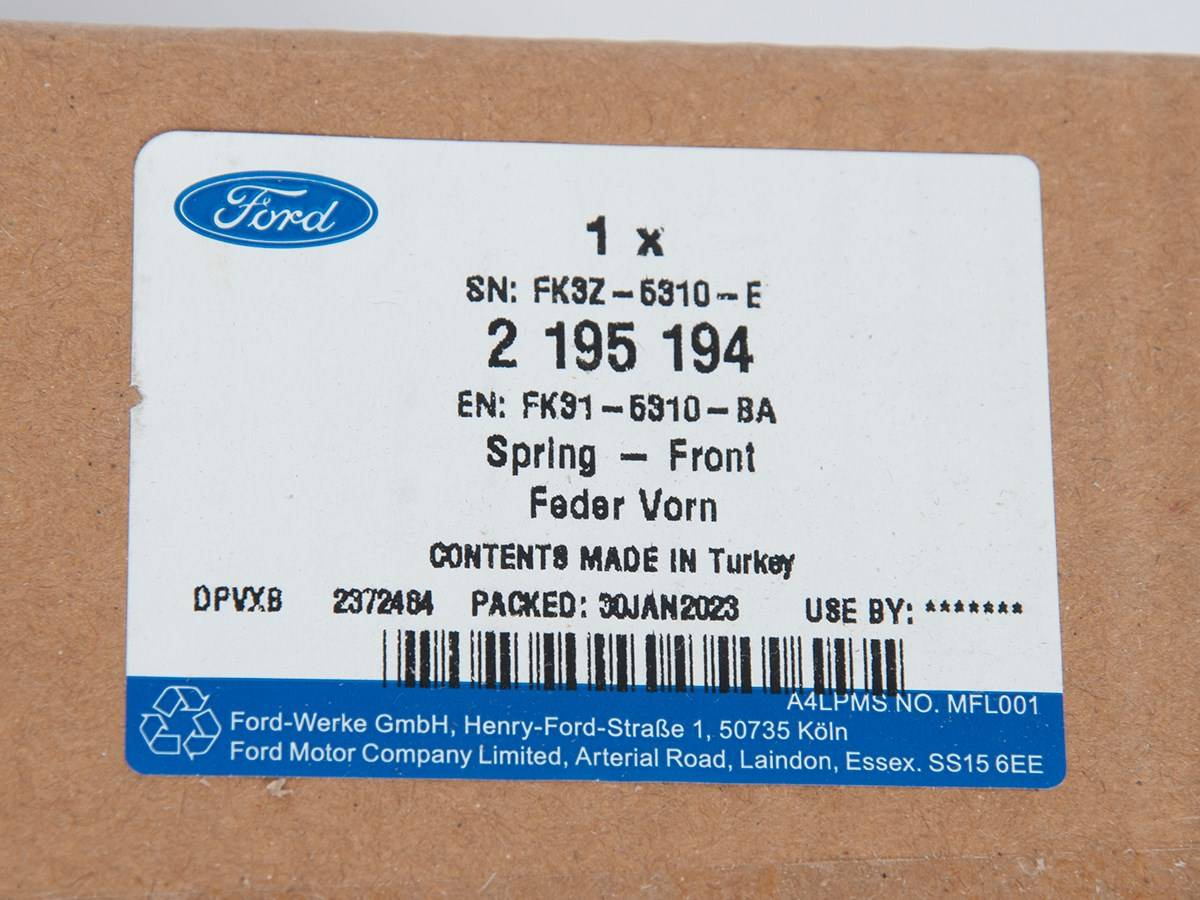 Ford
1 x
SN: FK3Z-5310-E
2 195 194
EN: FK31-5310-BA
Spring - Front
Feder Vorn
CONTENTS MADE IN Turkey
DPVXB PACKED: 30JAN2023 USE BY: *******
A4LPMS NO. MFL001
Ford-Werke GmbH, Henry-Ford-Straße 1, 50735 Köln
Ford Motor Company Limited, Arterial Road, Laindon, Essex. SS15 6EE